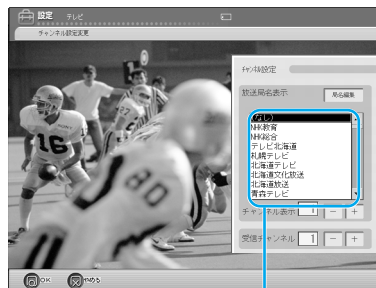 設定 テレビ
チャンネル設定変更
チャンネル設定
放送局名表示 局名編集
(なし)
NHK教育
NHK総合
テレビ北海道
札幌テレビ
北海道テレビ
北海道文化放送
北海道放送
青森テレビ
チャンネル表示 1 - +
受信チャンネル 1 - +
OK やめる
16
80
97